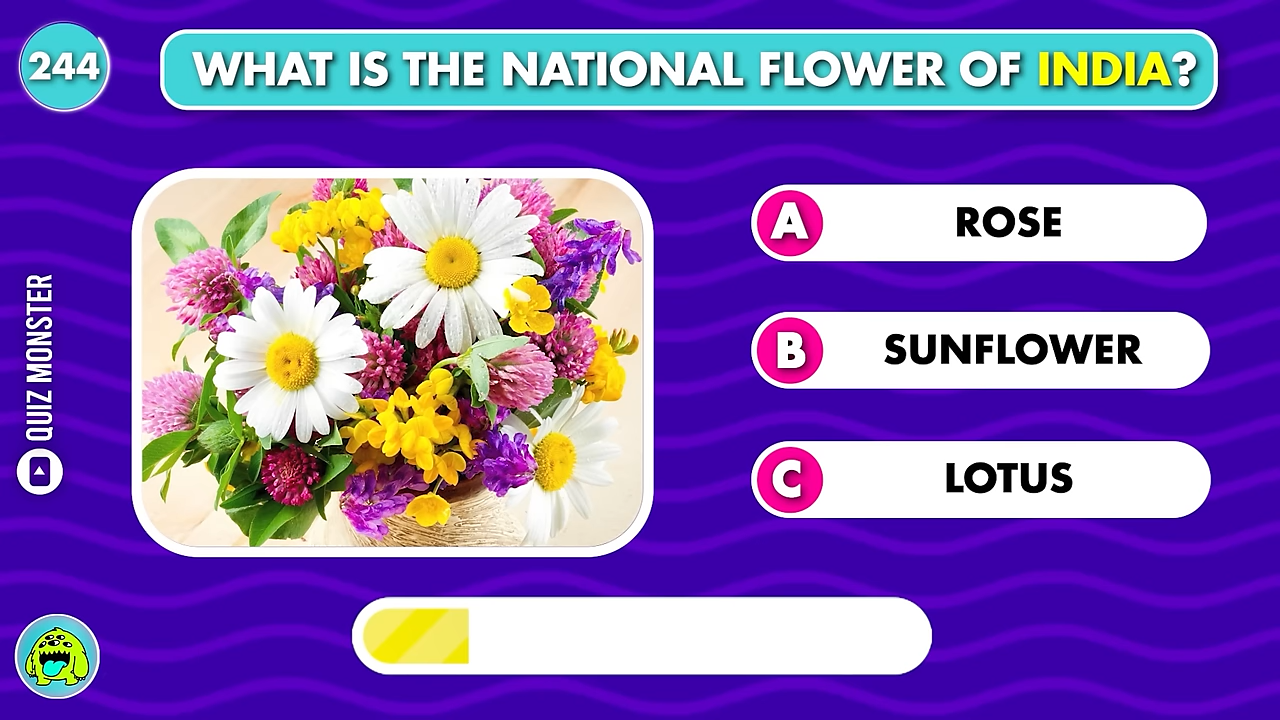 244
WHAT IS THE NATIONAL FLOWER OF INDIA?
A ROSE
B SUNFLOWER
C LOTUS
QUIZ MONSTER